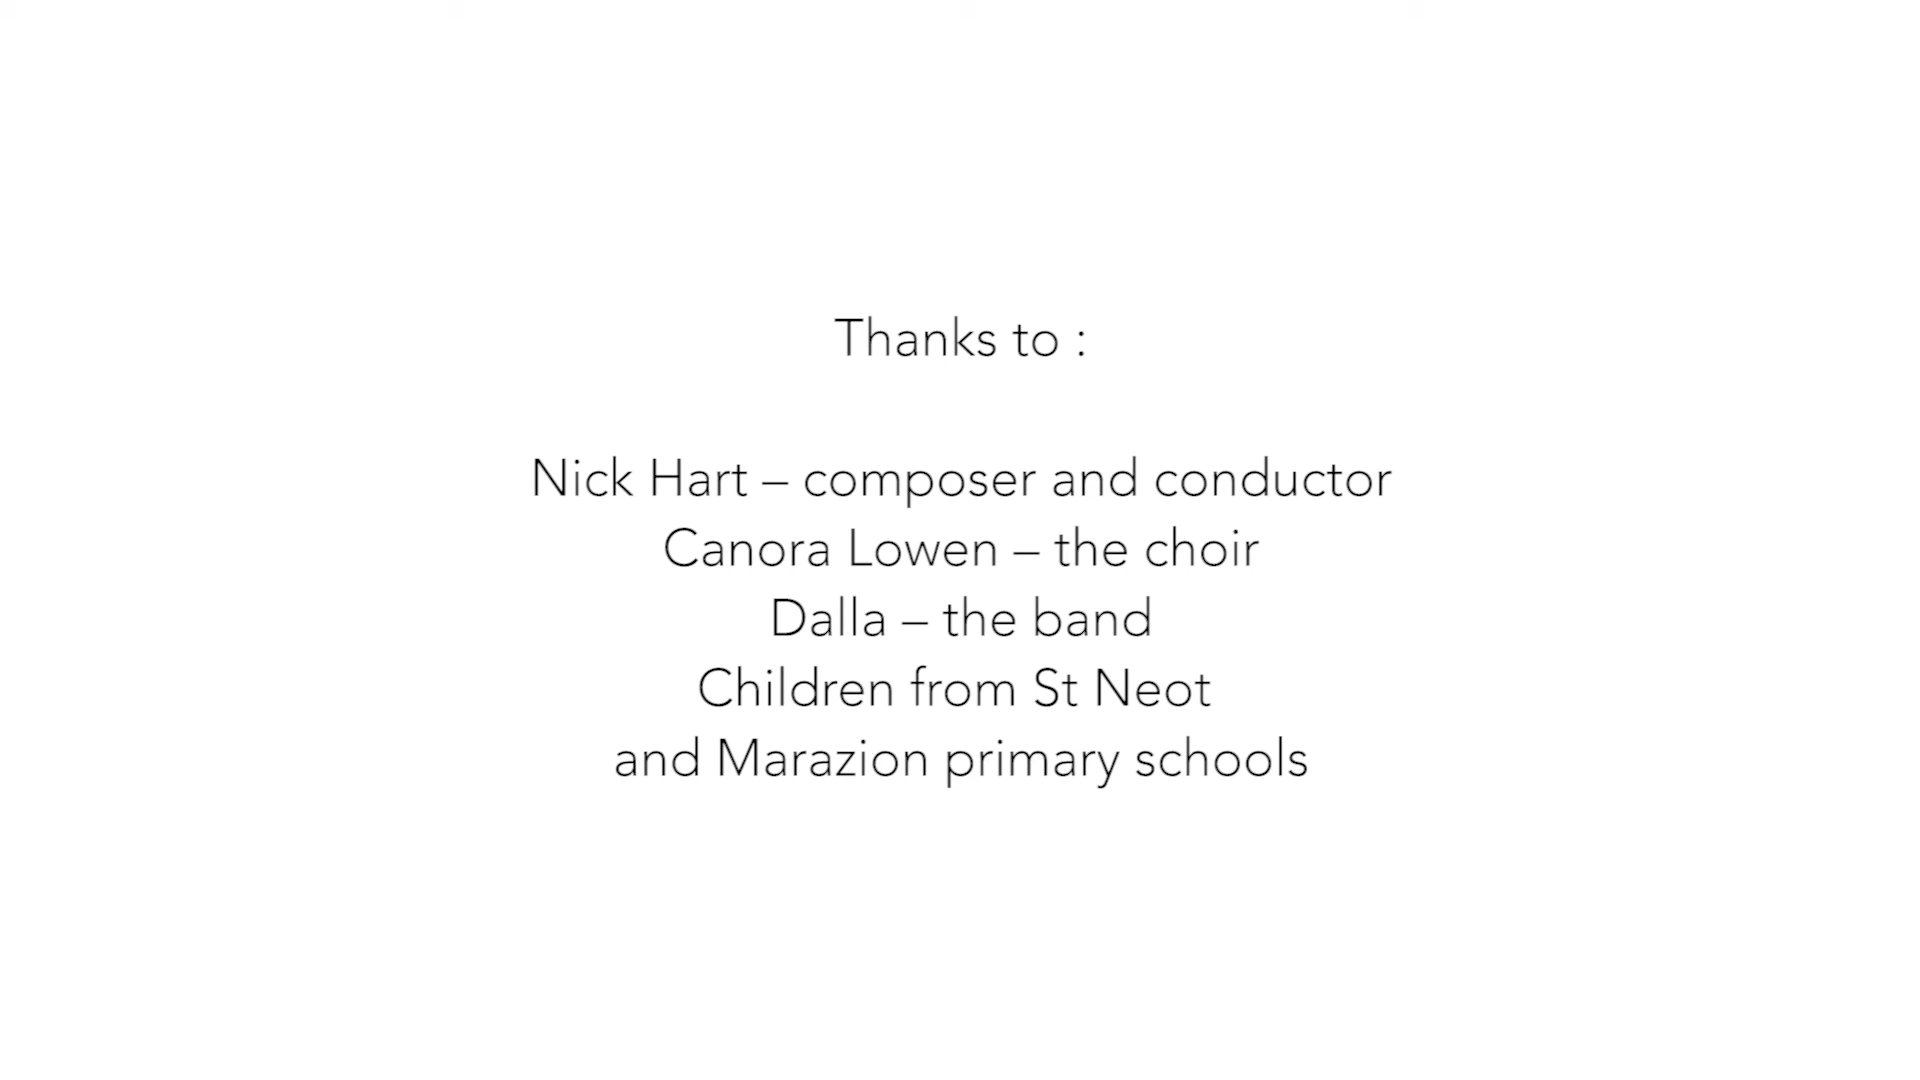 Thanks to :
Nick Hart – composer and conductor
Canora Lowen – the choir
Dalla – the band
Children from St Neot
and Marazion primary schools